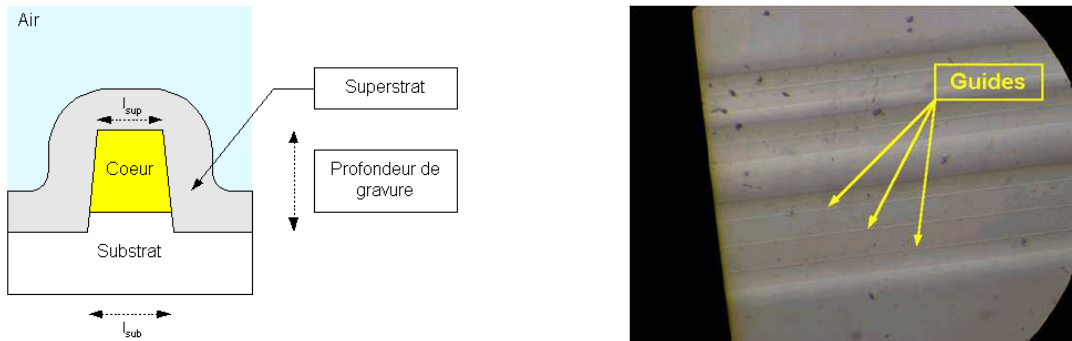 Air
Superstrat
l sup
Coeur
Profondeur de
gravure
Substrat
l sub
Guides